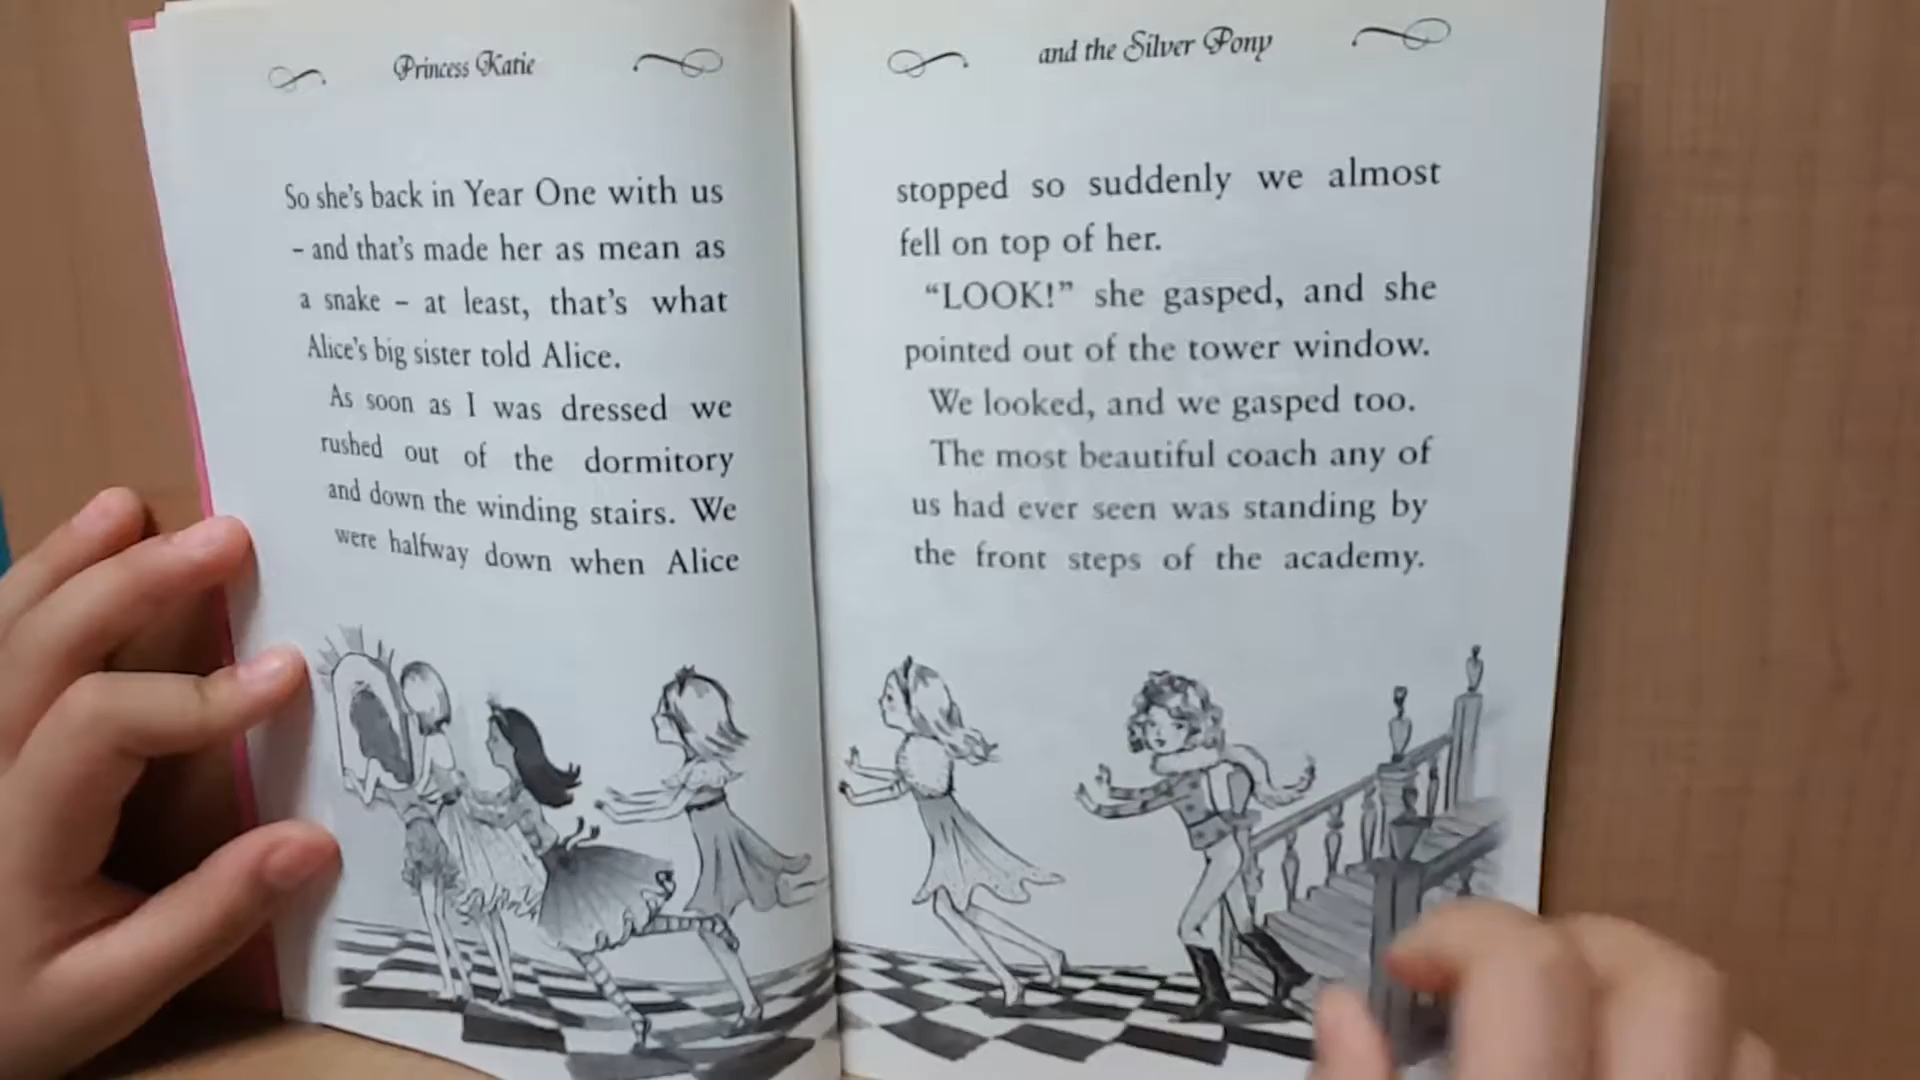 Princess Katie
So she's back in Year One with us
– and that's made her as mean as
a snake – at least, that's what
Alice's big sister told Alice.
As soon as I was dressed we
rushed out of the dormitory
and down the winding stairs. We
were halfway down when Alice
and the Silver Pony
stopped so suddenly we almost
fell on top of her.
“LOOK!” she gasped, and she
pointed out of the tower window.
We looked, and we gasped too.
The most beautiful coach any of
us had ever seen was standing by
the front steps of the academy.